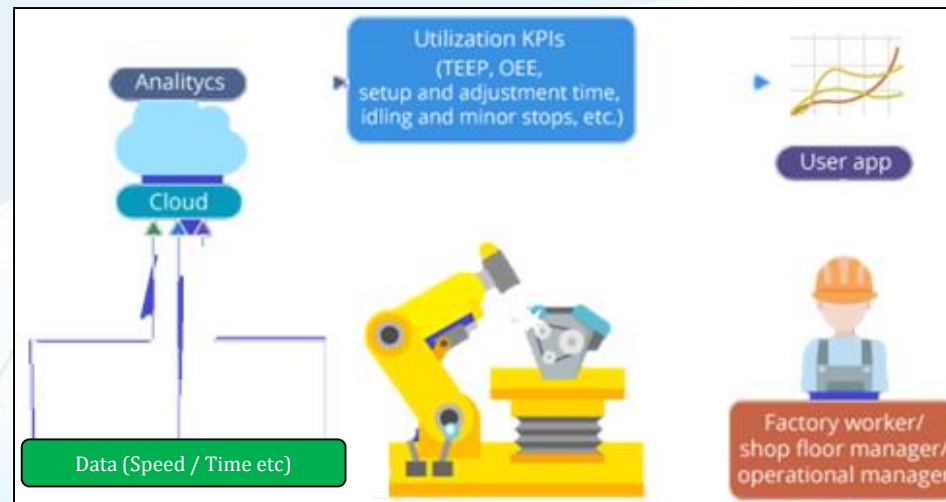 Utilization KPIs
(TEEP, OEE,
setup and adjustment time,
idling and minor stops, etc.)
Analitycs
User app
Cloud
Data (Speed / Time etc)
Factory worker/
shop floor manager/
operational manager